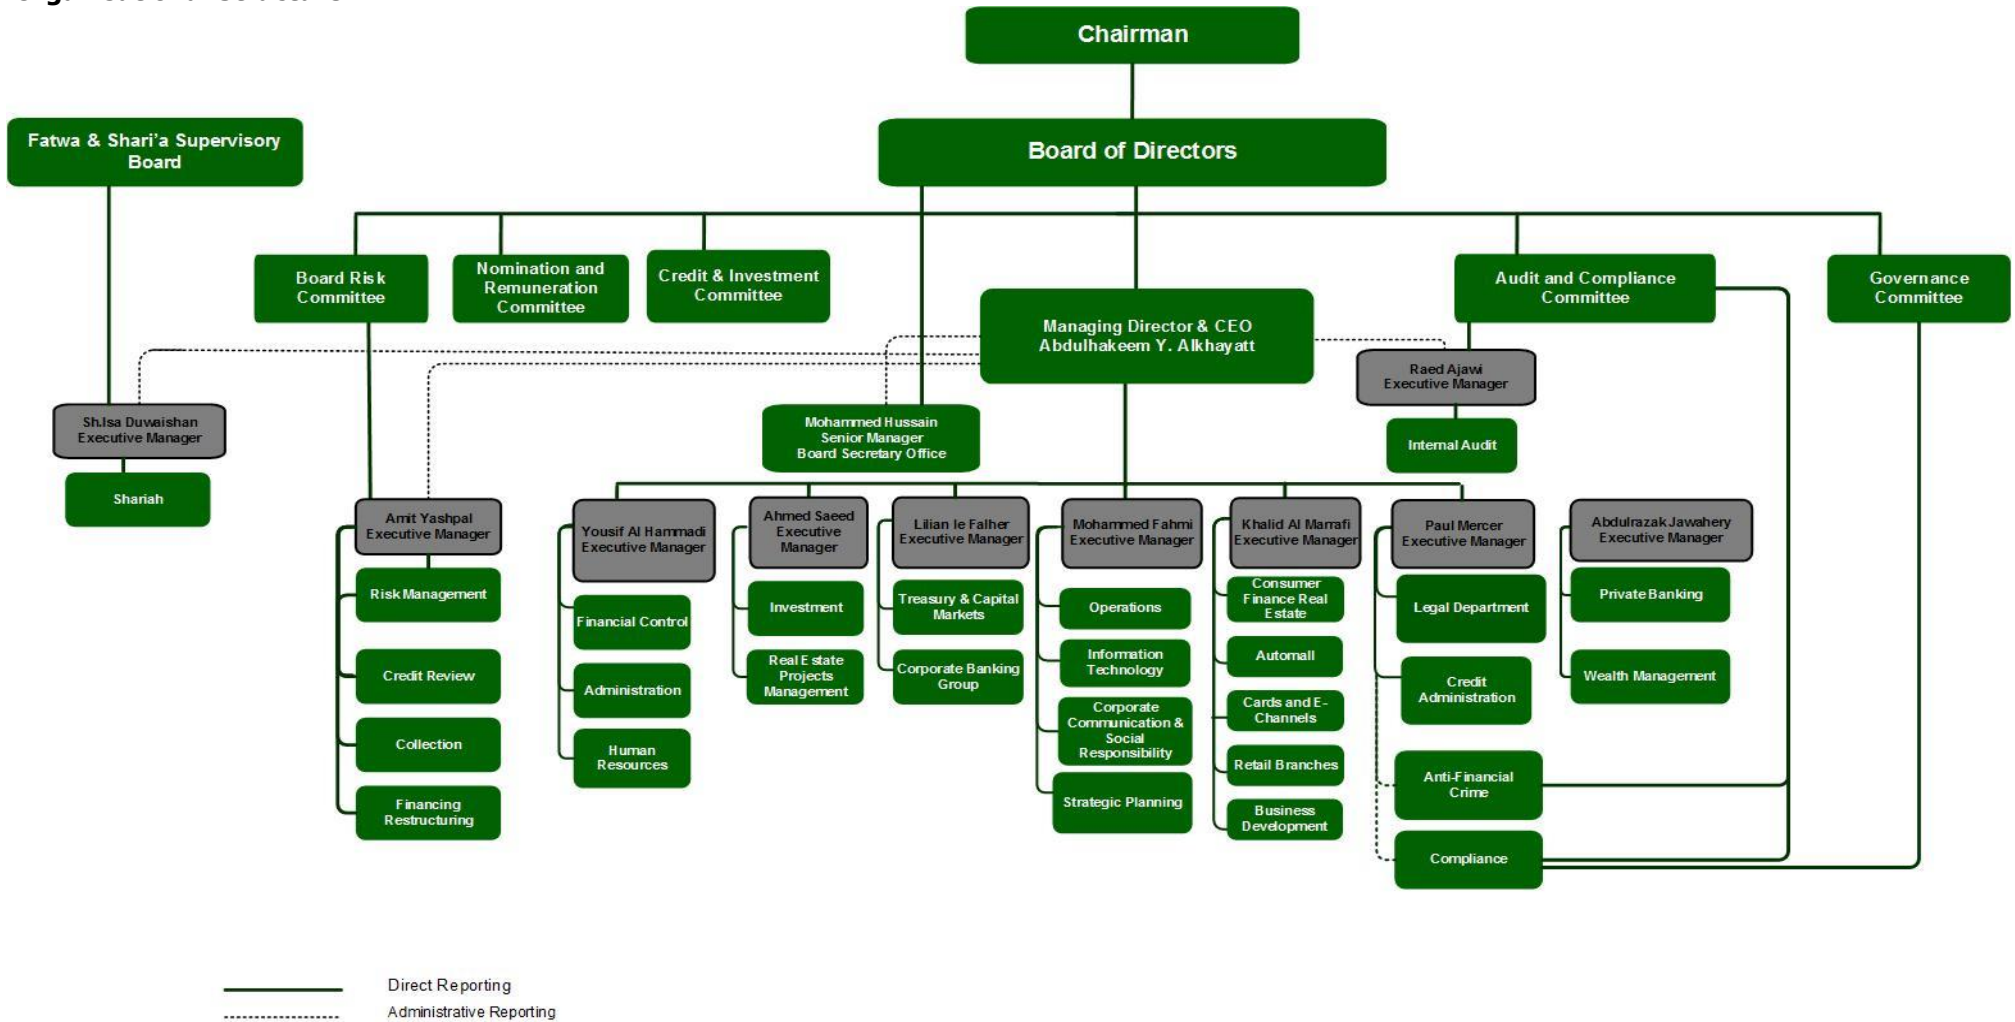 Chairman
Fatwa & Shari'a Supervisory
Board
Board of Directors
Board Risk
Committee
Nomination and
Remuneration
Committee
Credit & Investment
Committee
Managing Director & CEO
Abdulhakeem Y. Alkhayatt
Audit and Compliance
Committee
Governance
Committee
Raed Ajawi
Executive Manager
Internal Audit
Sh.Isa Duwaishan
Executive Manager
Shariah
Mohammed Hussain
Senior Manager
Board Secretary Office
Amit Yashpal
Executive Manager
Risk Management
Credit Review
Collection
Financing
Restructuring
Yousif Al Hammadi
Executive Manager
Financial Control
Administration
Human
Resources
Ahmed Saeed
Executive
Manager
Investment
Real Estate
Projects
Management
Lilian le Falher
Executive Manager
Treasury & Capital
Markets
Corporate Banking
Group
Mohammed Fahmi
Executive Manager
Operations
Information
Technology
Corporate
Communication &
Social
Responsibility
Strategic Planning
Khalid Al Marrafi
Executive Manager
Consumer
Finance Real
Estate
Automall
Cards and E-
Channels
Retail Branches
Business
Development
Paul Mercer
Executive Manager
Legal Department
Credit
Administration
Anti-Financial
Crime
Compliance
Abdulrazak Jawahery
Executive Manager
Private Banking
Wealth Management
Direct Reporting
Administrative Reporting